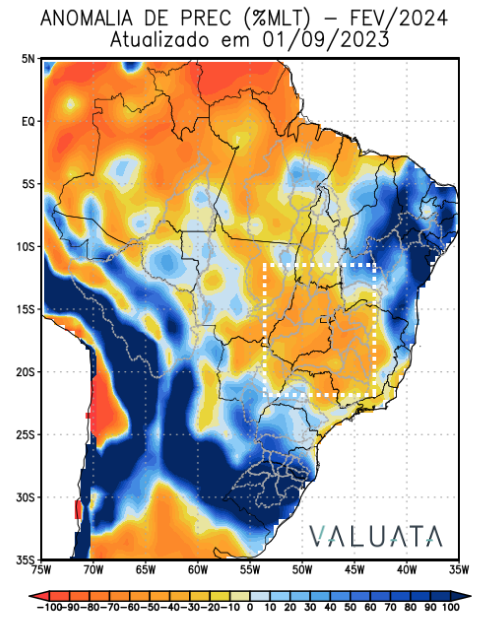 ANOMALIA DE PREC (%MLT) – FEV/2024
Atualizado em 01/09/2023
5N
EQ
5S
10S
15S
20S
25S
30S
35S
VALUATA
75W 70W 65W 60W 55W 50W 45W 40W 35W
-100-90-80-70-60-50-40-30-20-10 0 10 20 30 40 50 60 70 80 90 100